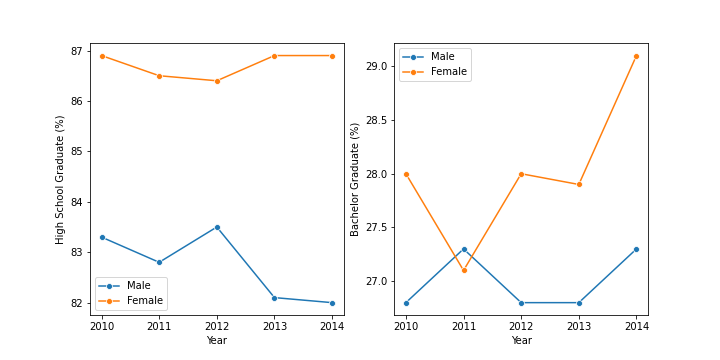 High School Graduate (%)
87
86
85
84
83
82
Male
Female
2010 2011 2012 2013 2014
Year
Bachelor Graduate (%)
29.0
28.5
28.0
27.5
27.0
Male
Female
2010 2011 2012 2013 2014
Year